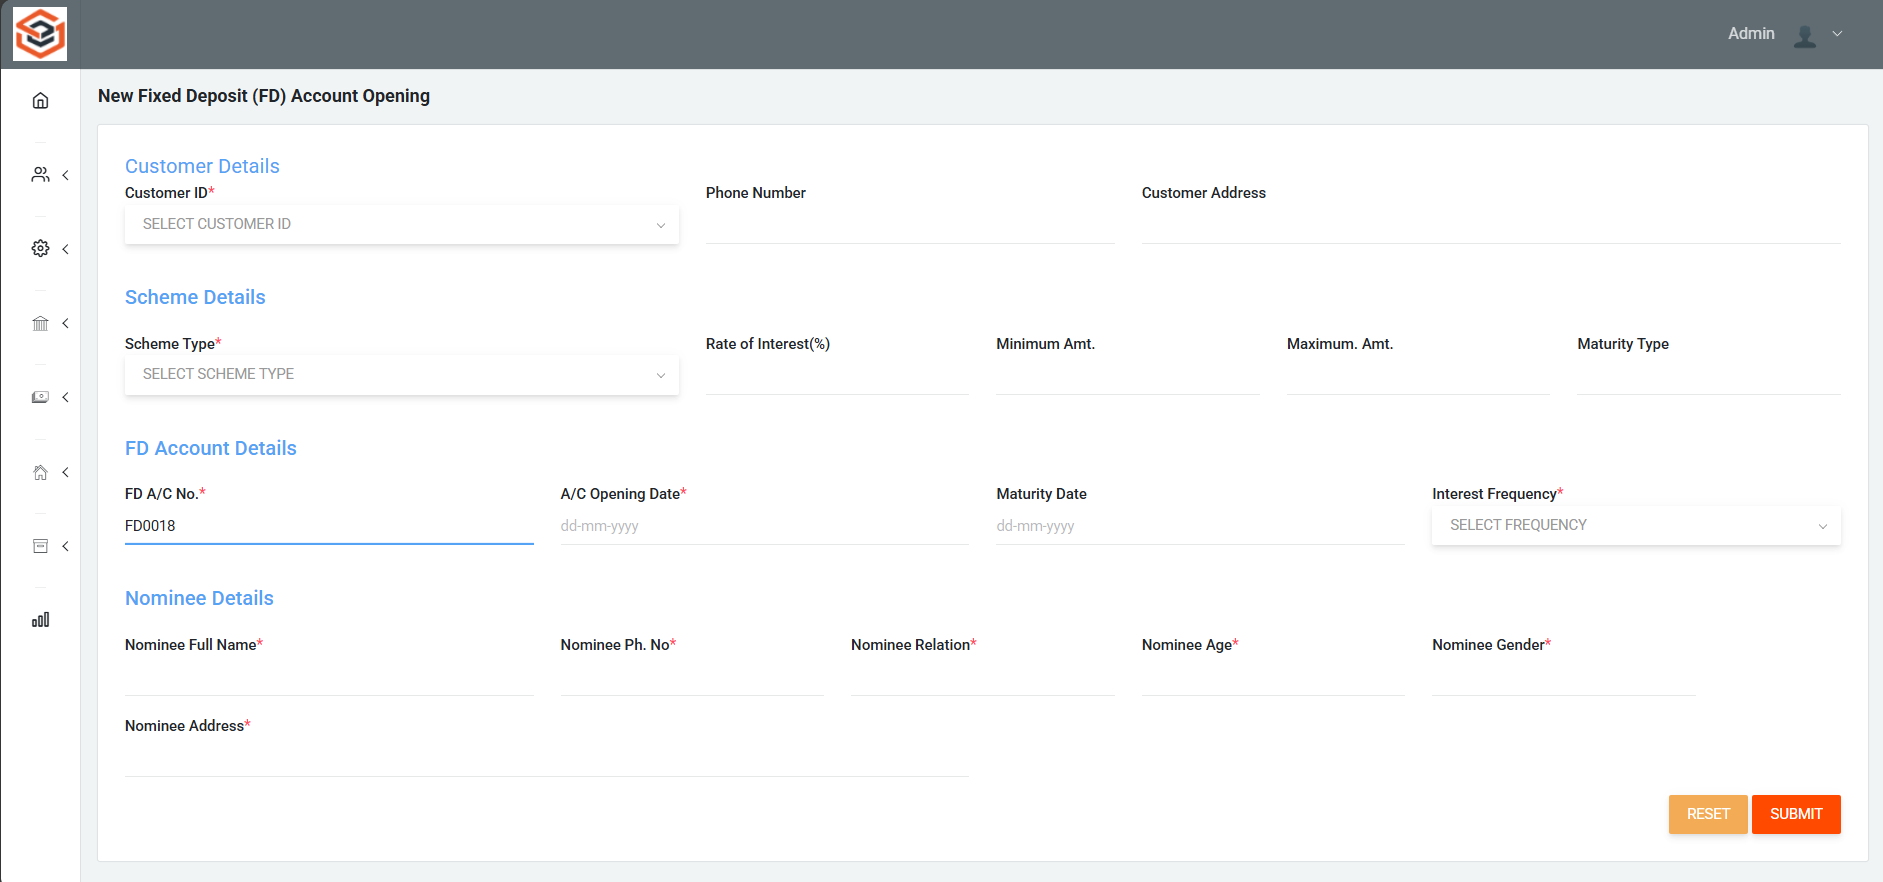 Admin
New Fixed Deposit (FD) Account Opening
Customer Details
Customer ID* Phone Number Customer Address
SELECT CUSTOMER ID
Scheme Details
Scheme Type* Rate of Interest(%) Minimum Amt. Maximum. Amt. Maturity Type
SELECT SCHEME TYPE
FD Account Details
FD A/C No.* A/C Opening Date* Maturity Date Interest Frequency*
FD0018 dd-mm-yyyy dd-mm-yyyy SELECT FREQUENCY
Nominee Details
Nominee Full Name* Nominee Ph. No* Nominee Relation* Nominee Age* Nominee Gender*
Nominee Address*
RESET SUBMIT